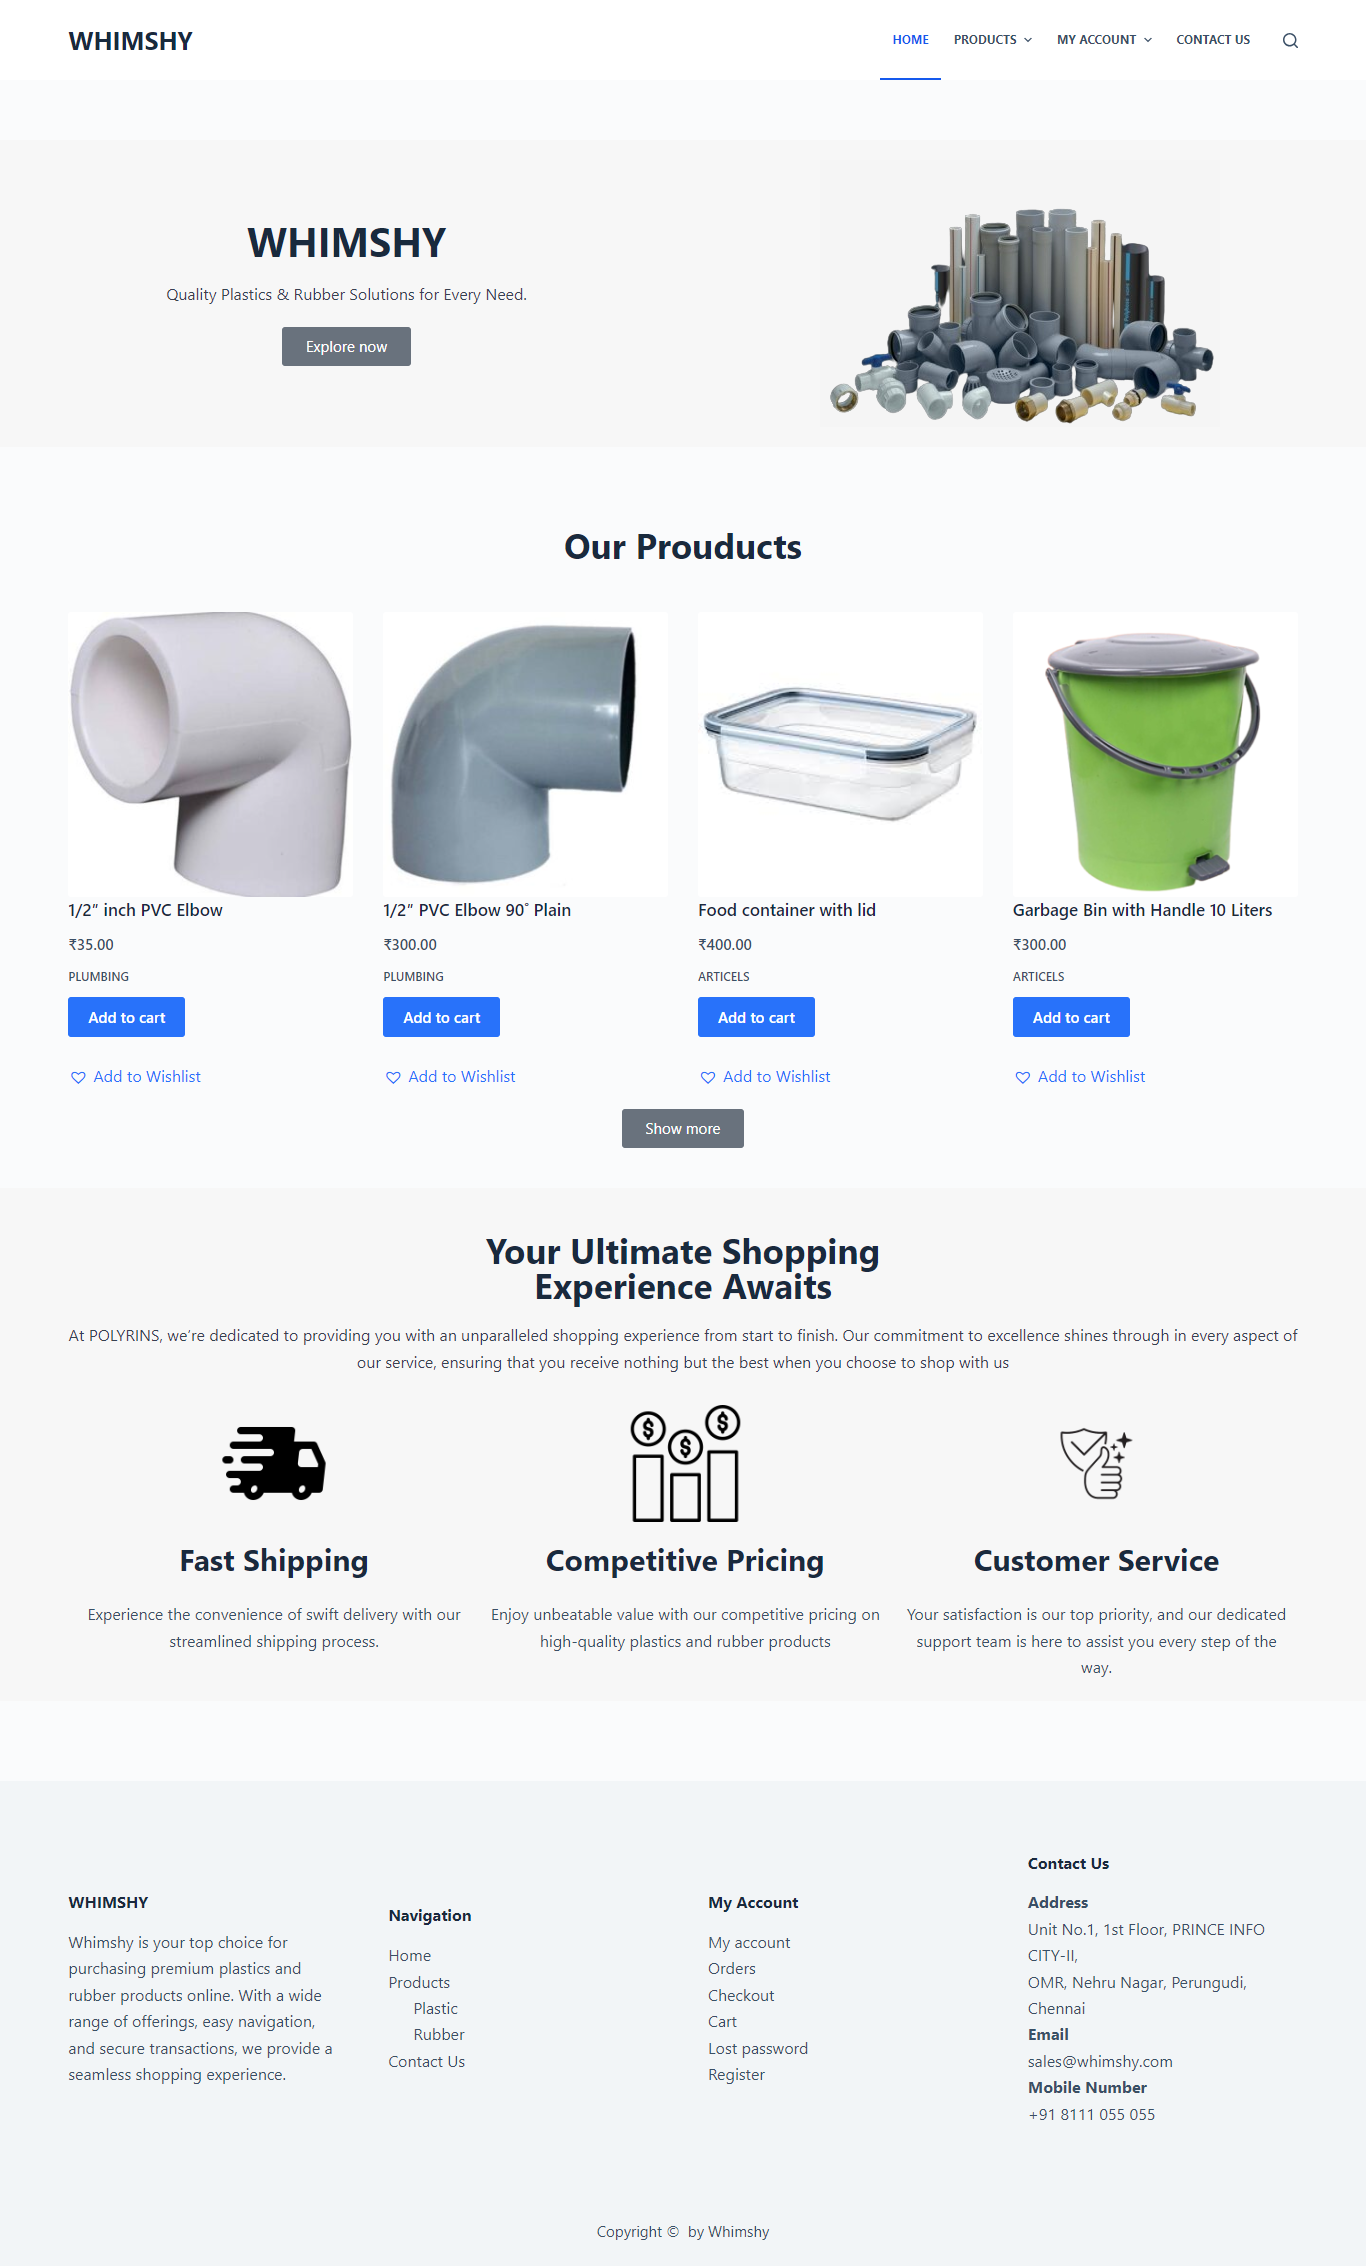 WHIMSHY
HOME
PRODUCTS
MY ACCOUNT
CONTACT US
WHIMSHY
Quality Plastics & Rubber Solutions for Every Need.
Explore now
Our Prouducts
1/2″ inch PVC Elbow
₹35.00
PLUMBING
Add to cart
Add to Wishlist
1/2″ PVC Elbow 90˚ Plain
₹300.00
PLUMBING
Add to cart
Add to Wishlist
Food container with lid
₹400.00
ARTICELS
Add to cart
Add to Wishlist
Garbage Bin with Handle 10 Liters
₹300.00
ARTICELS
Add to cart
Add to Wishlist
Show more
Your Ultimate Shopping
Experience Awaits
At POLYRINS, we’re dedicated to providing you with an unparalleled shopping experience from start to finish. Our commitment to excellence shines through in every aspect of
our service, ensuring that you receive nothing but the best when you choose to shop with us
Fast Shipping
Experience the convenience of swift delivery with our
streamlined shipping process.
Competitive Pricing
Enjoy unbeatable value with our competitive pricing on
high-quality plastics and rubber products
Customer Service
Your satisfaction is our top priority, and our dedicated
support team is here to assist you every step of the
way.
WHIMSHY
Whimshy is your top choice for
purchasing premium plastics and
rubber products online. With a wide
range of offerings, easy navigation,
and secure transactions, we provide a
seamless shopping experience.
Navigation
Home
Products
Plastic
Rubber
Contact Us
My Account
My account
Orders
Checkout
Cart
Lost password
Register
Contact Us
Address
Unit No.1, 1st Floor, PRINCE INFO
CITY-II,
OMR, Nehru Nagar, Perungudi,
Chennai
Email
sales@whimshy.com
Mobile Number
+91 8111 055 055
Copyright © by Whimshy